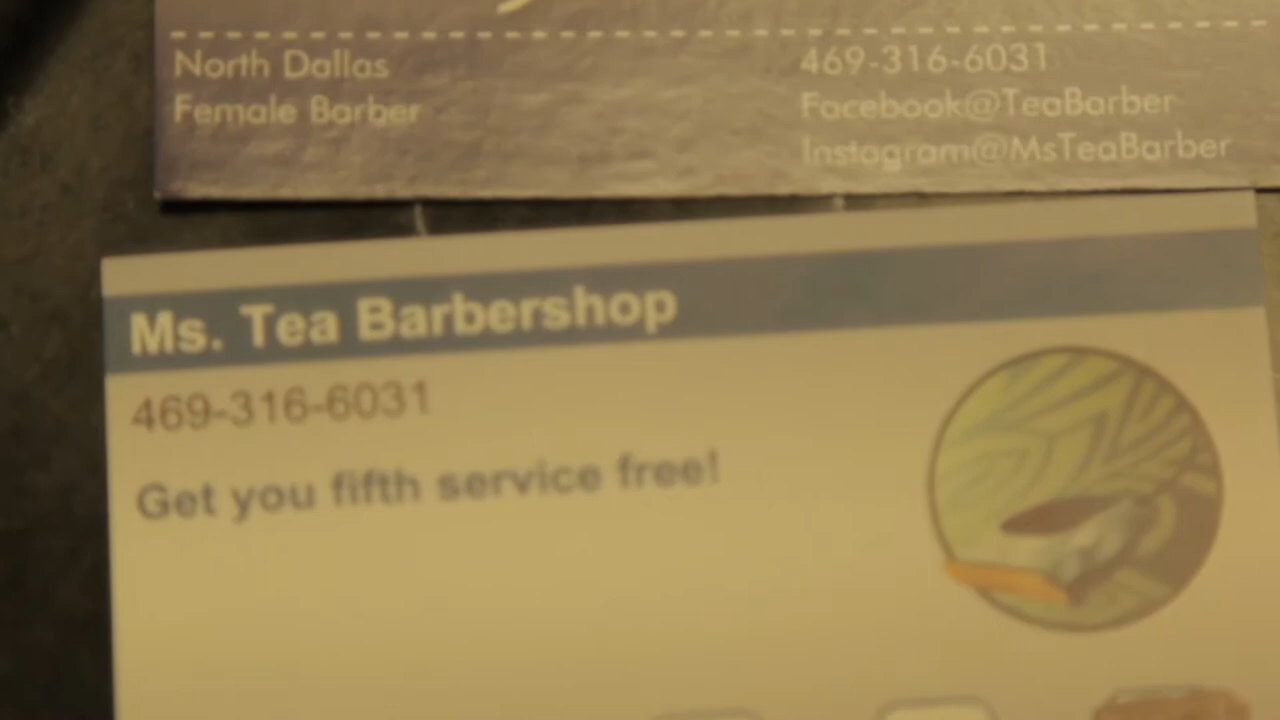 North Dallas
Female Barber
469-316-6031
Facebook@TeaBarber
Instagram@MsTeaBarber
Ms. Tea Barbershop
469-316-6031
Get you fifth service free!